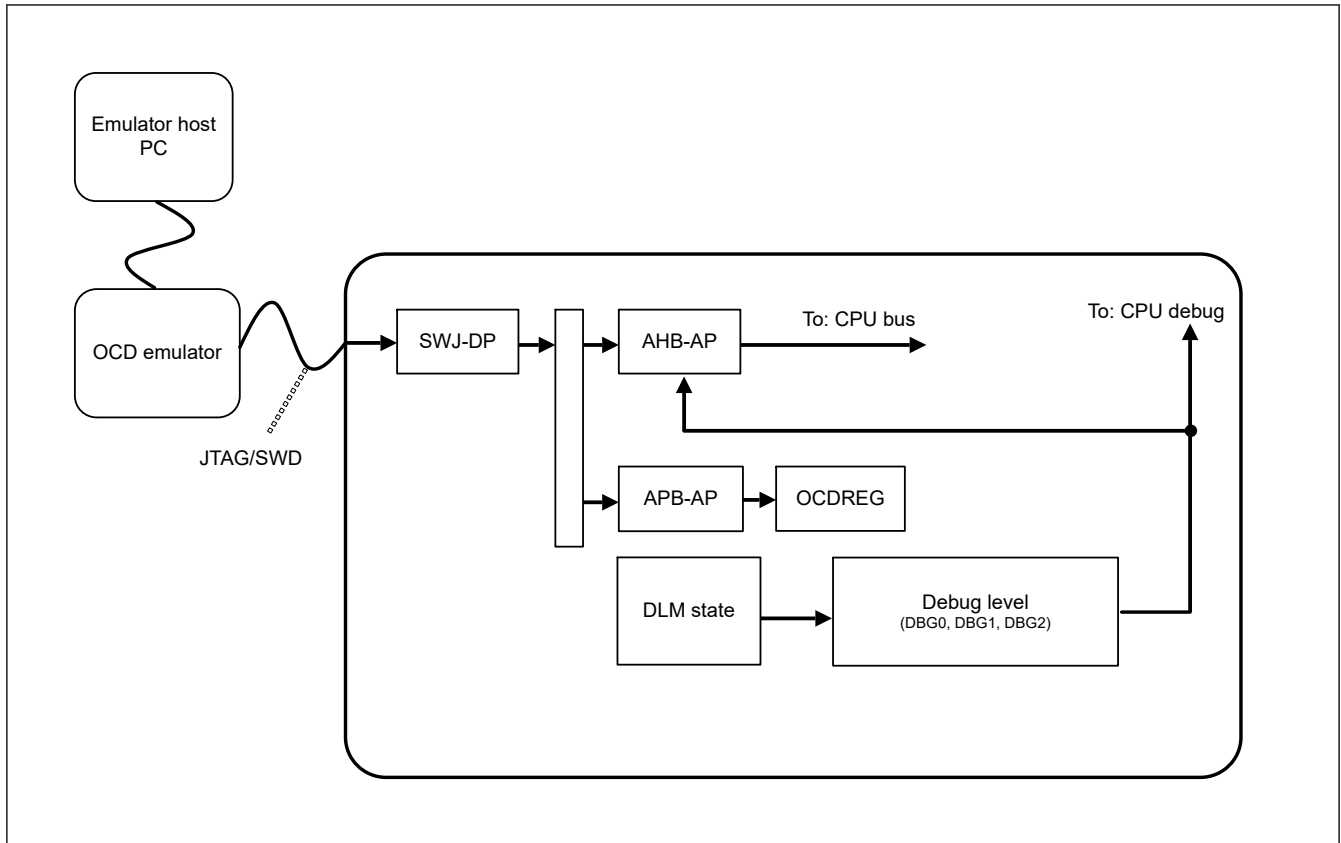 Emulator host
PC
OCD emulator
JTAG/SWD
SWJ-DP
AHB-AP
To: CPU bus
To: CPU debug
APB-AP
OCDREG
DLM state
Debug level
(DBG0, DBG1, DBG2)